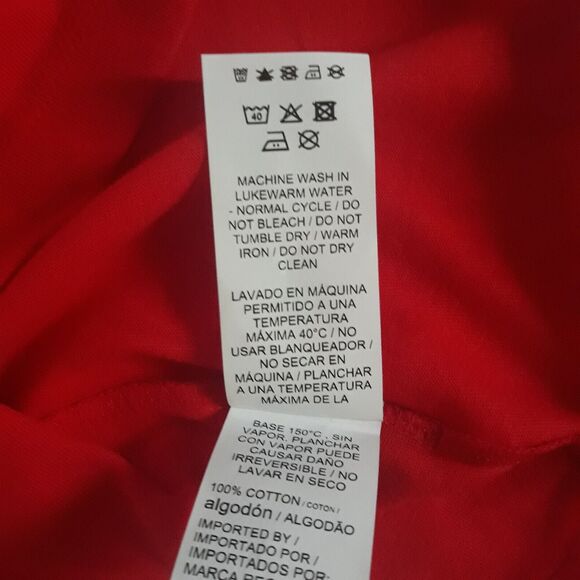 40
MACHINE WASH IN
LUKEWARM WATER
- NORMAL CYCLE / DO
NOT BLEACH / DO NOT
TUMBLE DRY / WARM
IRON / DO NOT DRY
CLEAN
LAVADO EN MÁQUINA
PERMITIDO A UNA
TEMPERATURA
MÁXIMA 40°C / NO
USAR BLANQUEADOR /
NO SECAR EN
MÁQUINA / PLANCHAR
A UNA TEMPERATURA
MÁXIMA DE LA
BASE 150°C , SIN
VAPOR. PLANCHAR
CON VAPOR PUEDE
CAUSAR DAÑO
IRREVERSIBLE / NO
LAVAR EN SECO
100% COTTON / COTON /
algodón / ALGODÃO
IMPORTED BY /
IMPORTADO POR /
IMPORTADOS POR:
MARCA